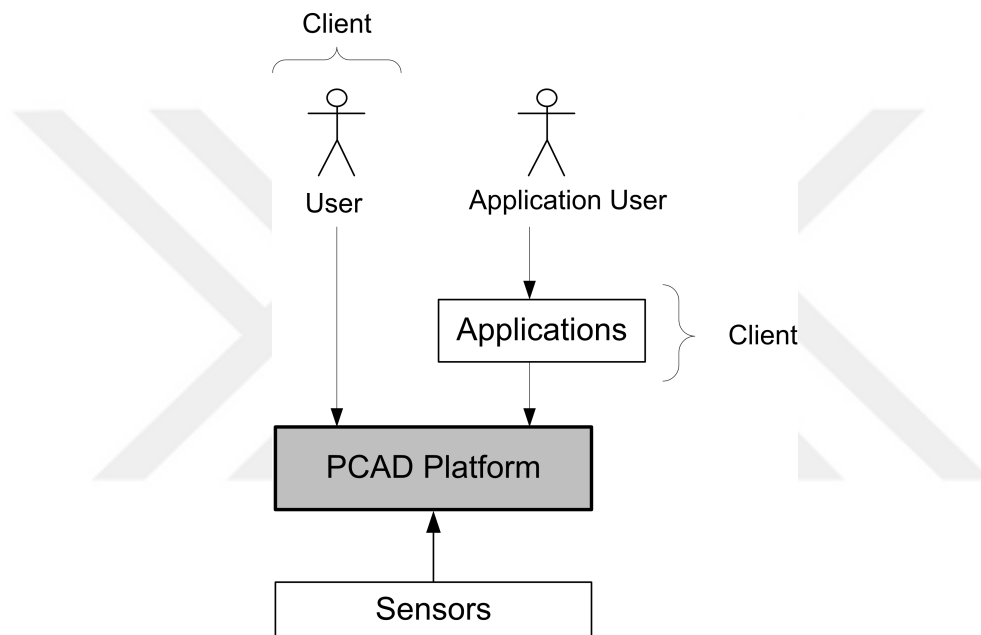 Client
User
Application User
Applications
Client
PCAD Platform
Sensors